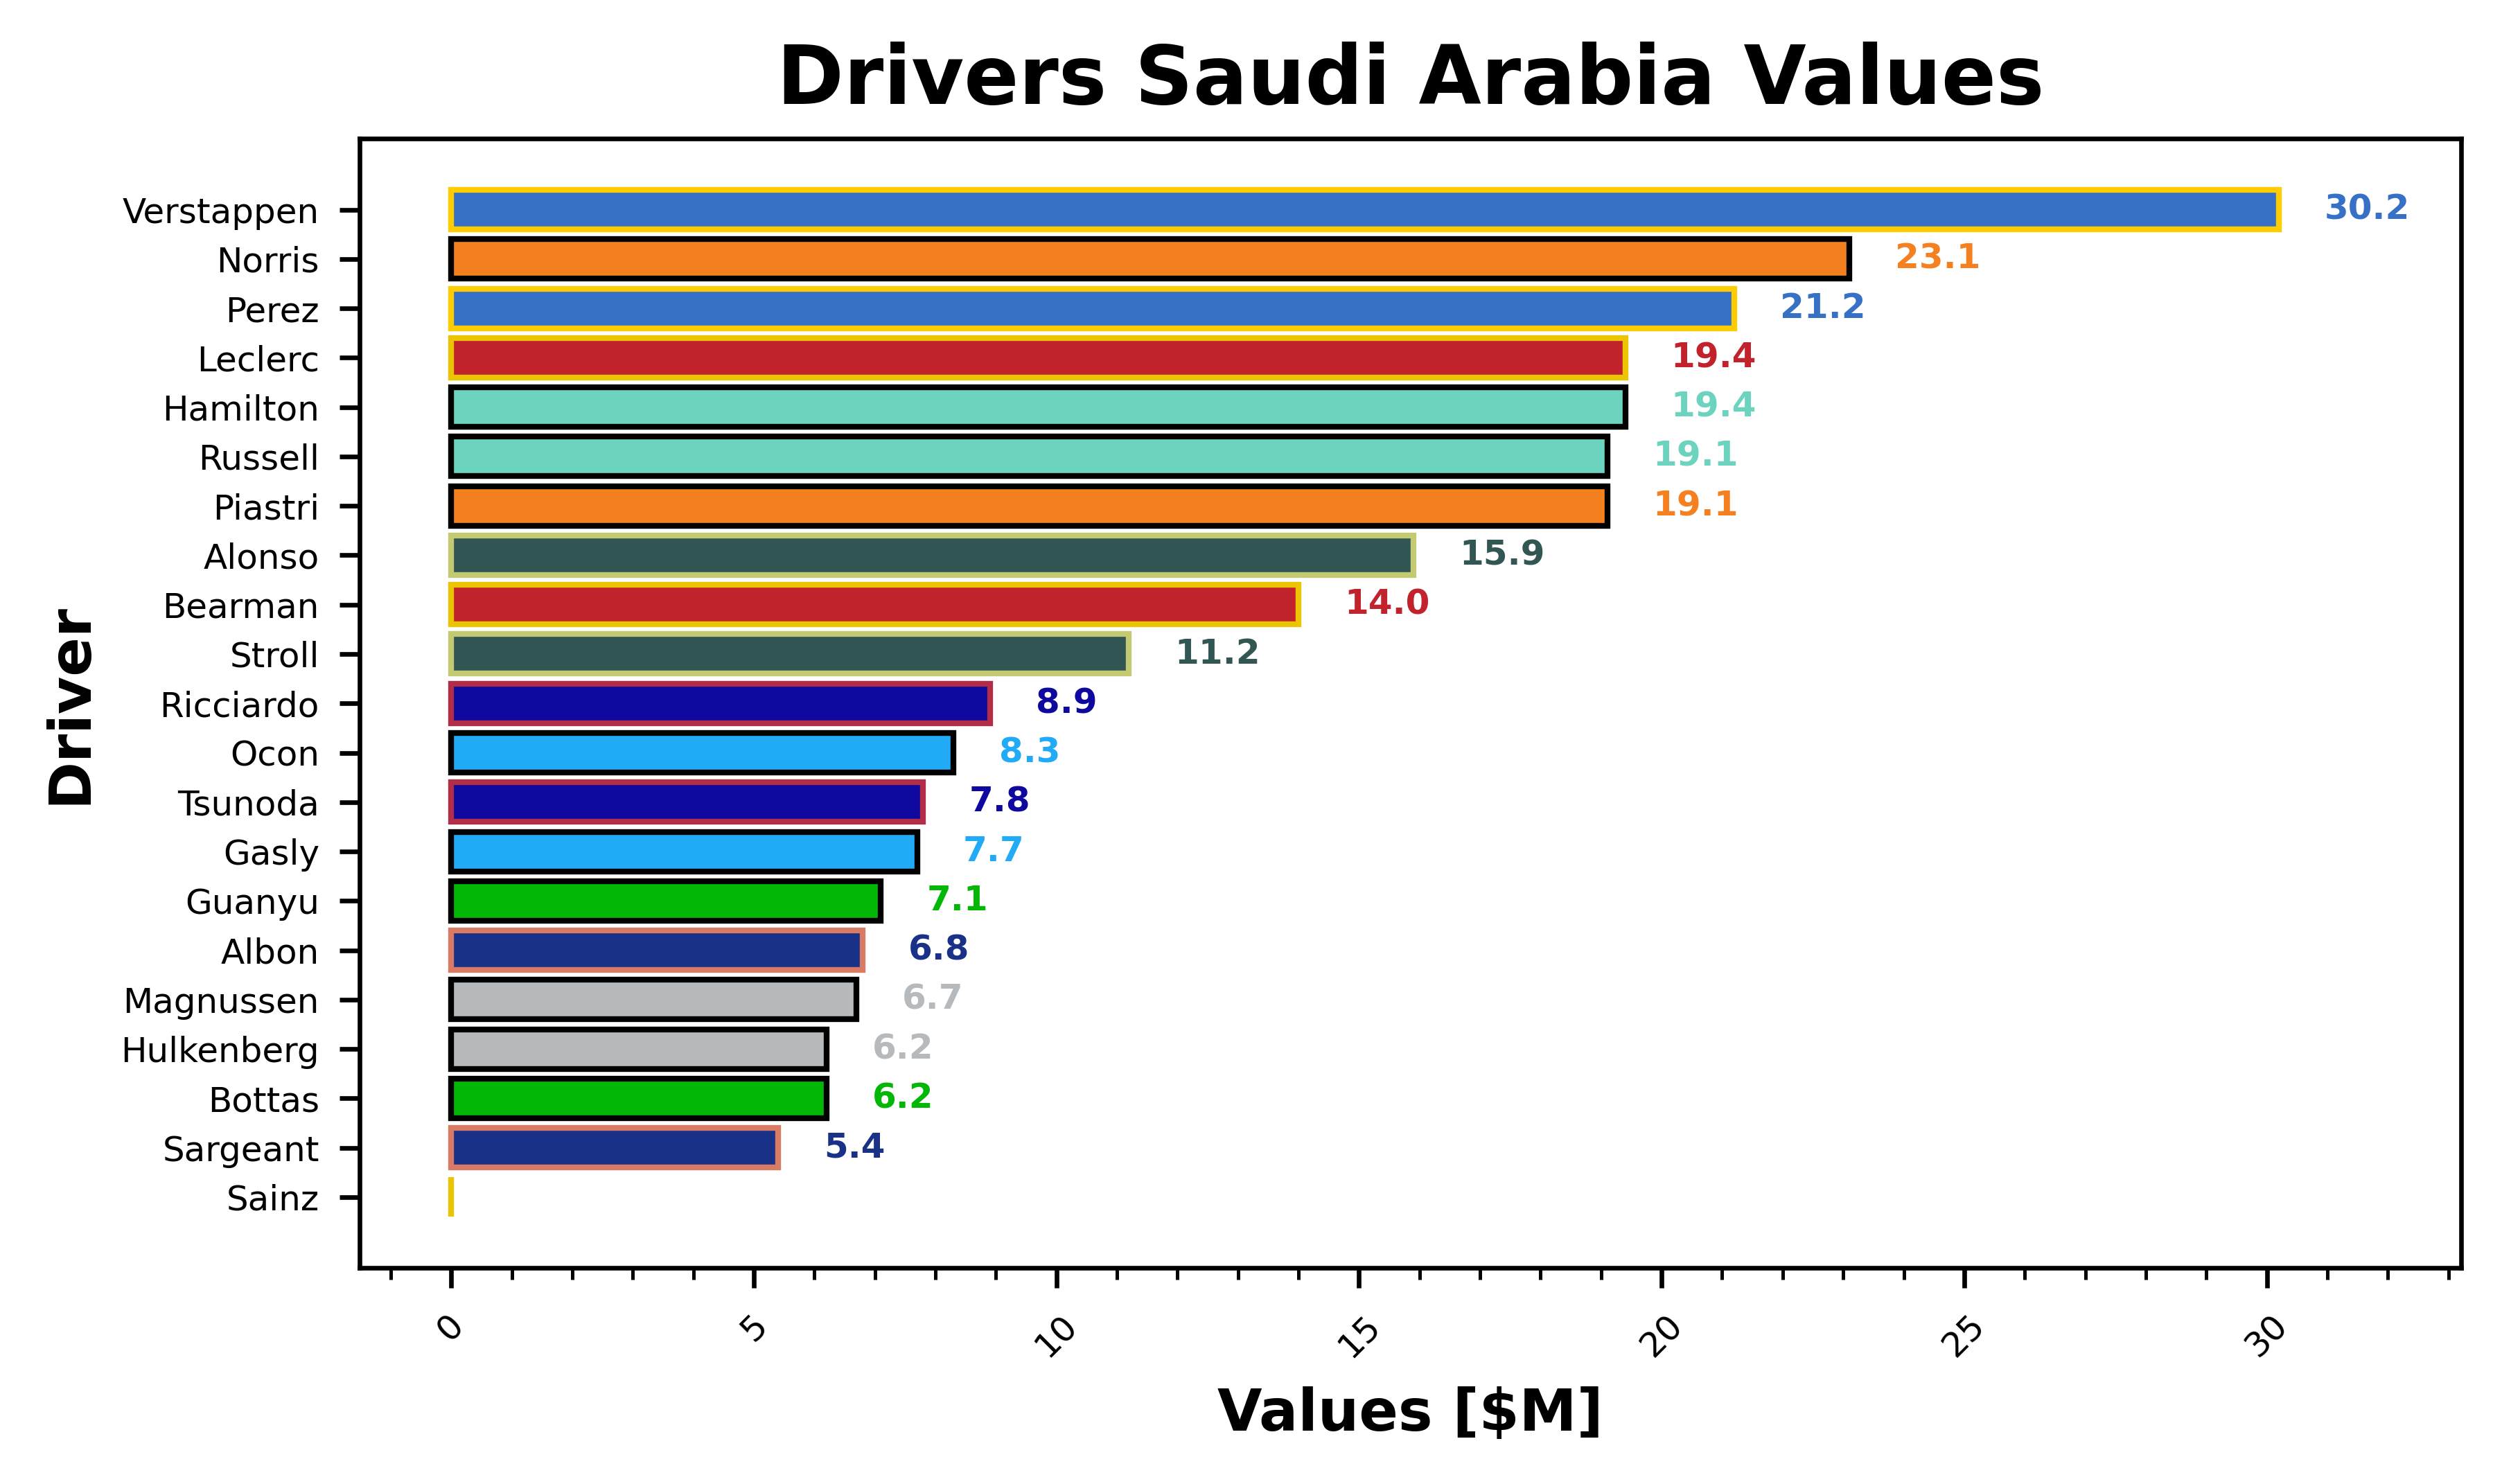 Drivers Saudi Arabia Values
Driver
Verstappen 30.2
Norris 23.1
Perez 21.2
Leclerc 19.4
Hamilton 19.4
Russell 19.1
Piastri 19.1
Alonso 15.9
Bearman 14.0
Stroll 11.2
Ricciardo 8.9
Ocon 8.3
Tsunoda 7.8
Gasly 7.7
Guanyu 7.1
Albon 6.8
Magnussen 6.7
Hulkenberg 6.2
Bottas 6.2
Sargeant 5.4
Sainz
0 5 10 15 20 25 30
Values [$M]